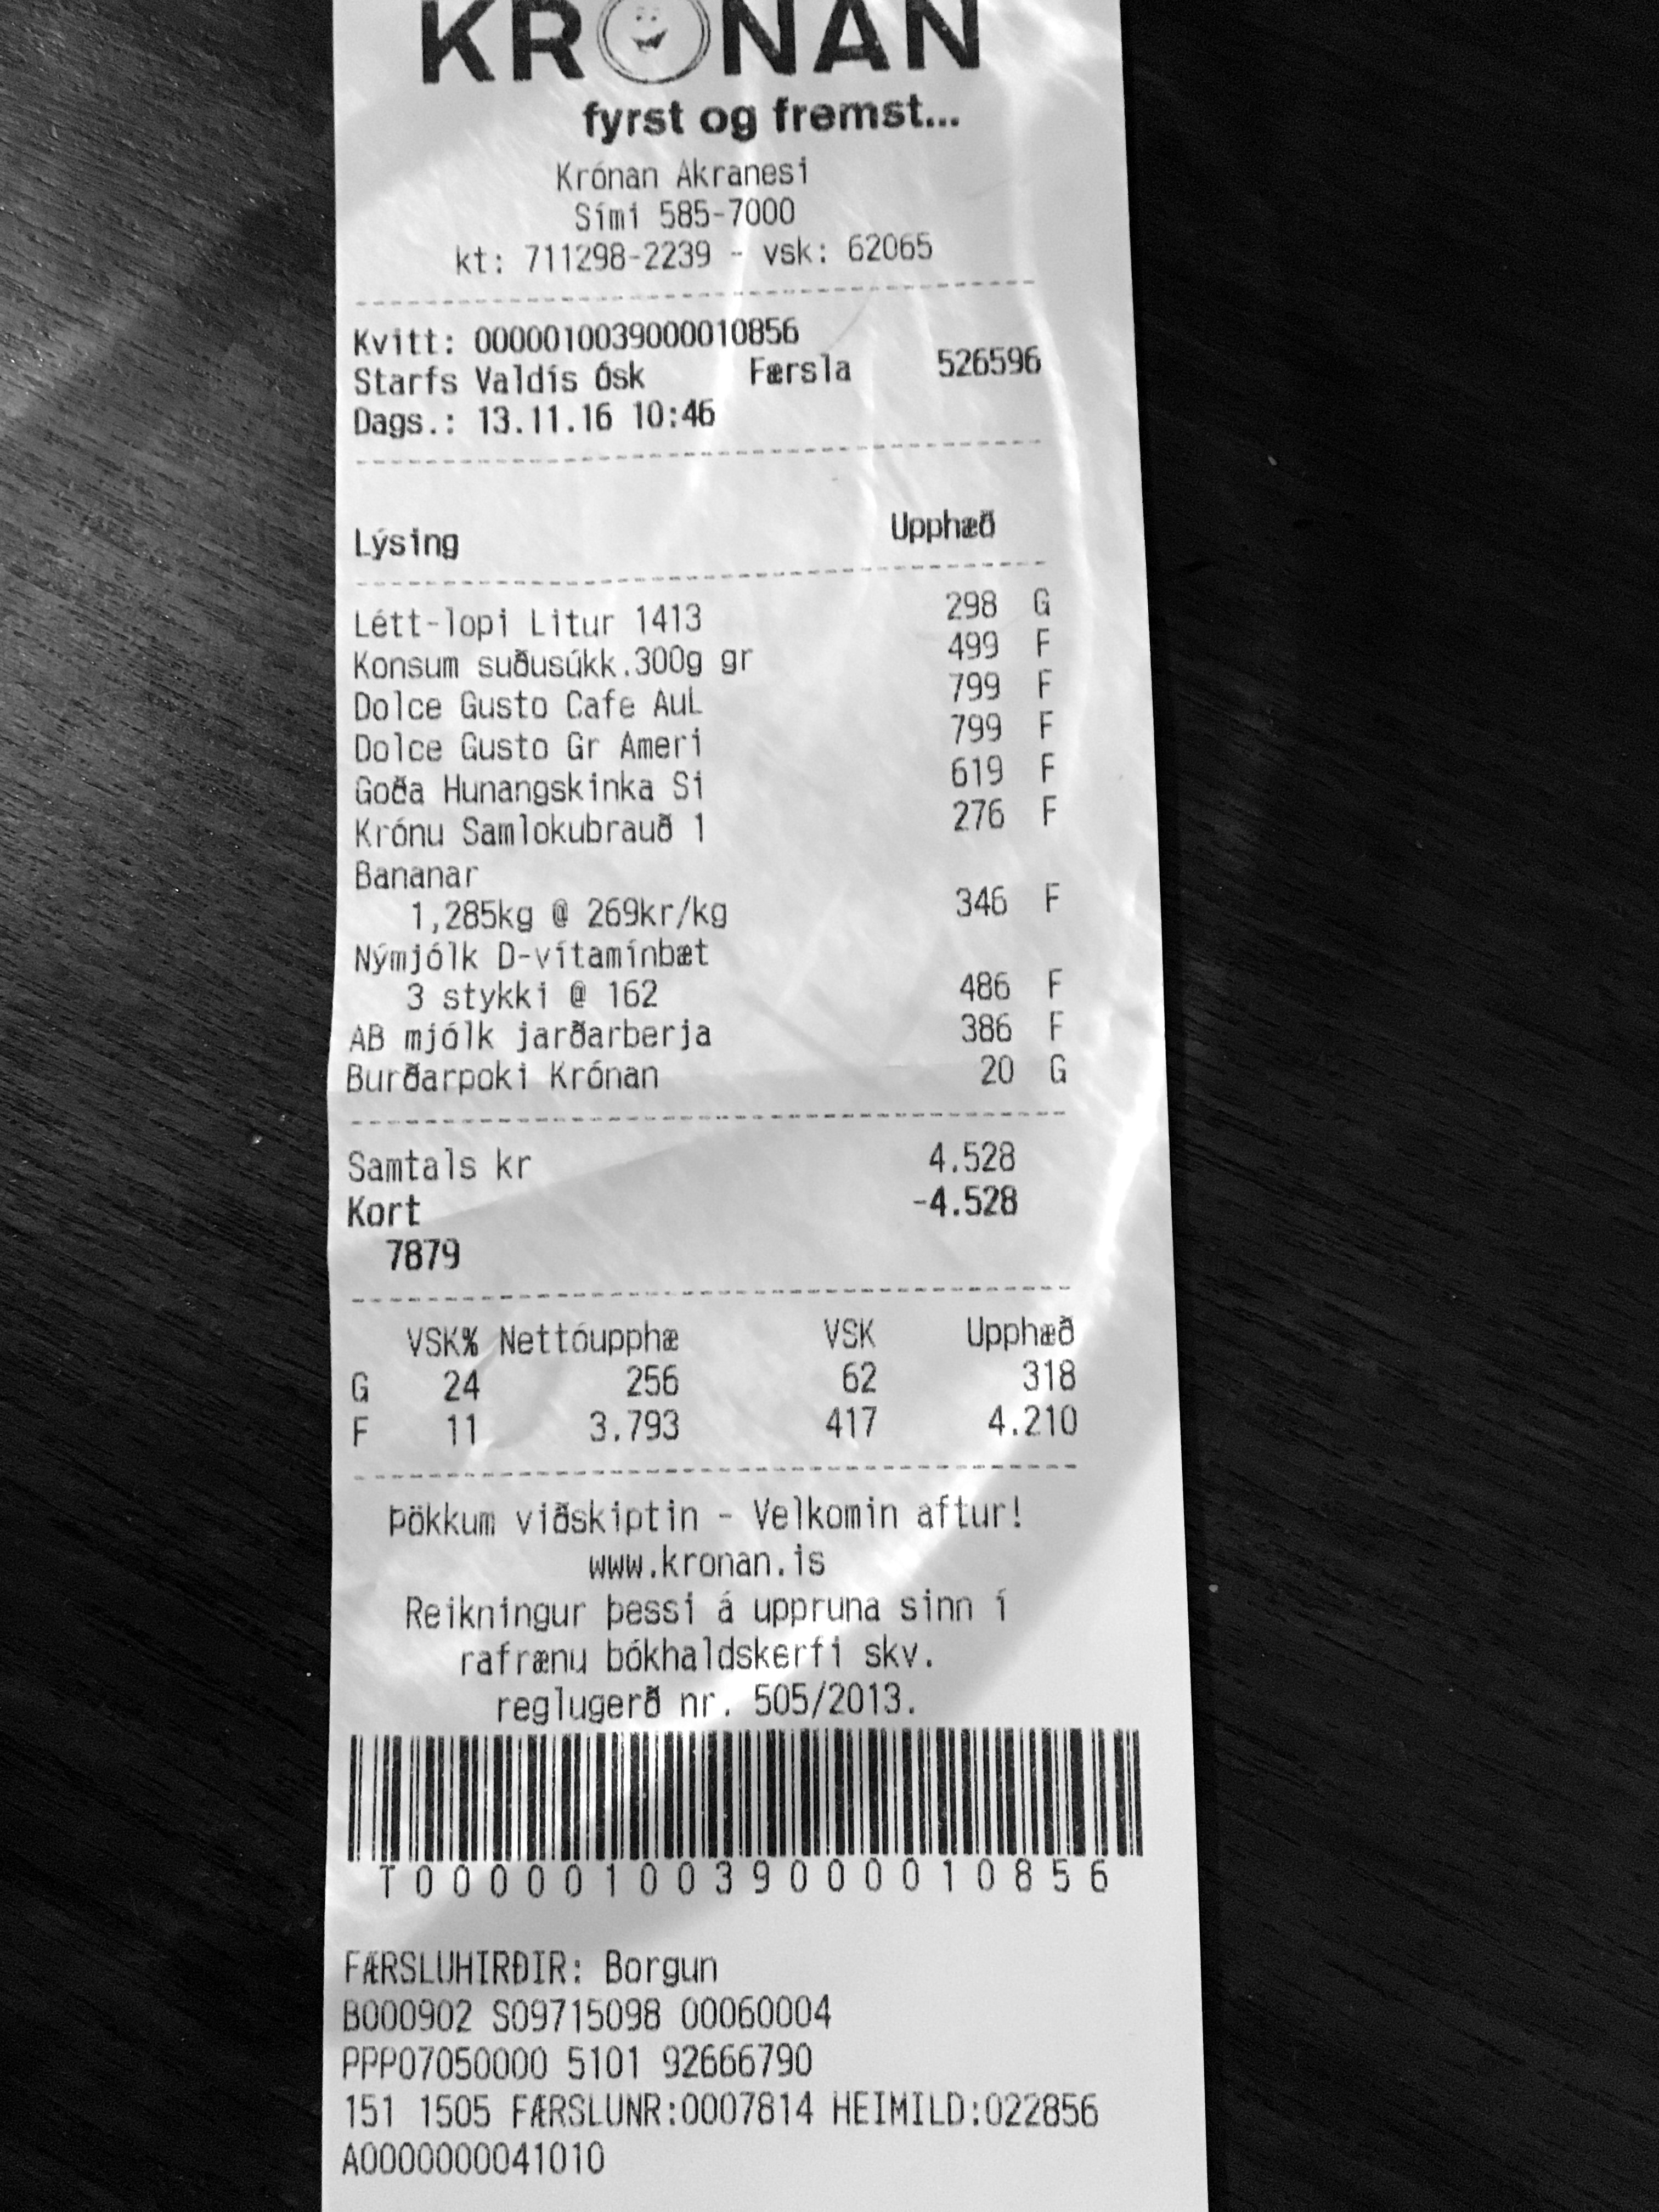 KRONAN
fyrst og fremst...
Krónan Akranesi
Sími 585-7000
kt: 711298-2239 - vsk: 62065
Kvitt: 0000010039000010856
Starfs Valdís Ósk Færsla 526596
Dags.: 13.11.16 10:46
Lýsing Upphæð
Létt-lopi Litur 1413 298 G
Konsum suðusúkk.300g gr 499 F
Dolce Gusto Cafe AuL 799 F
Dolce Gusto Gr Ameri 799 F
Goða Hunangskinka Si 619 F
Krónu Samlokubrauð 1 276 F
Bananar
1,285kg @ 269kr/kg 346 F
Nýmjólk D-vítamínbæt
3 stykki @ 162 486 F
AB mjólk jarðarberja 386 F
Burðarpoki Krónan 20 G
Samtals kr 4.528
Kort -4.528
7879
VSK% Nettóupphæ VSK Upphæð
G 24 256 62 318
F 11 3.793 417 4.210
Þökkum viðskiptin - Velkomin aftur!
www.kronan.is
Reikningur þessi á uppruna sinn í
rafrænu bókhaldskerfi skv.
reglugerð nr. 505/2013.
T0000010039000010856
FÆRSLUHIRÐIR: Borgun
B000902 S09715098 00060004
PPP07050000 5101 92666790
151 1505 FÆRSLUNR:0007814 HEIMILD:022856
A0000000041010